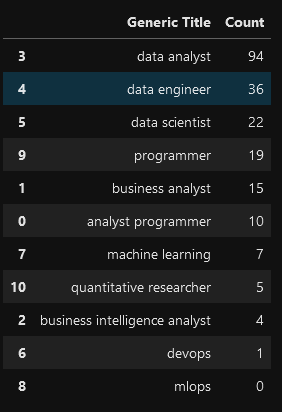 Generic Title Count
3 data analyst 94
4 data engineer 36
5 data scientist 22
9 programmer 19
1 business analyst 15
0 analyst programmer 10
7 machine learning 7
10 quantitative researcher 5
2 business intelligence analyst 4
6 devops 1
8 mlops 0